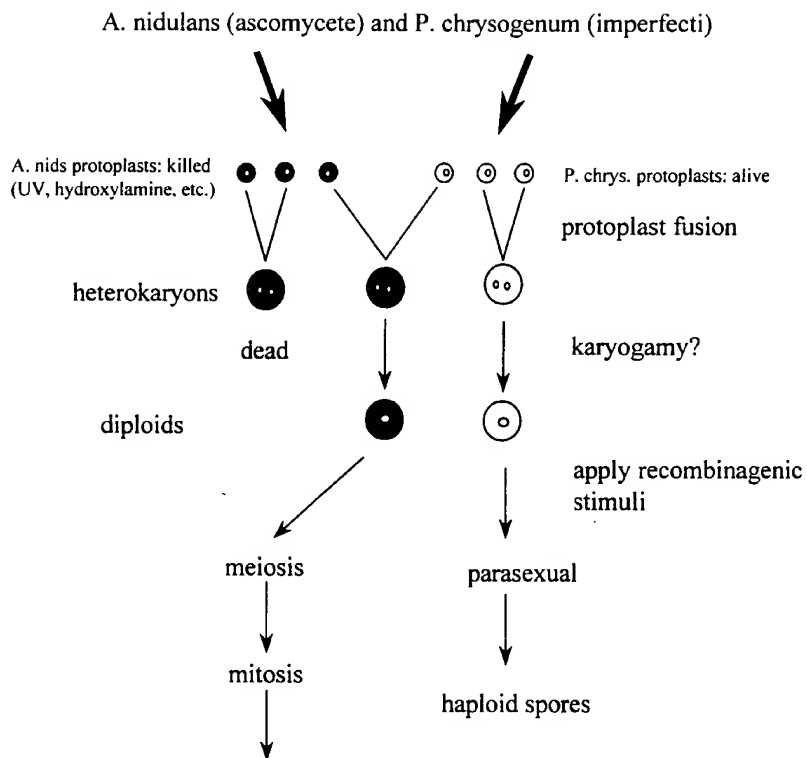 A. nidulans (ascomycete) and P. chrysogenum (imperfecti)
A. nids protoplasts: killed
(UV, hydroxylamine, etc.)
P. chrys. protoplasts: alive
protoplast fusion
heterokaryons
dead
karyogamy?
diploids
apply recombinagenic
stimuli
meiosis
parasexual
mitosis
haploid spores